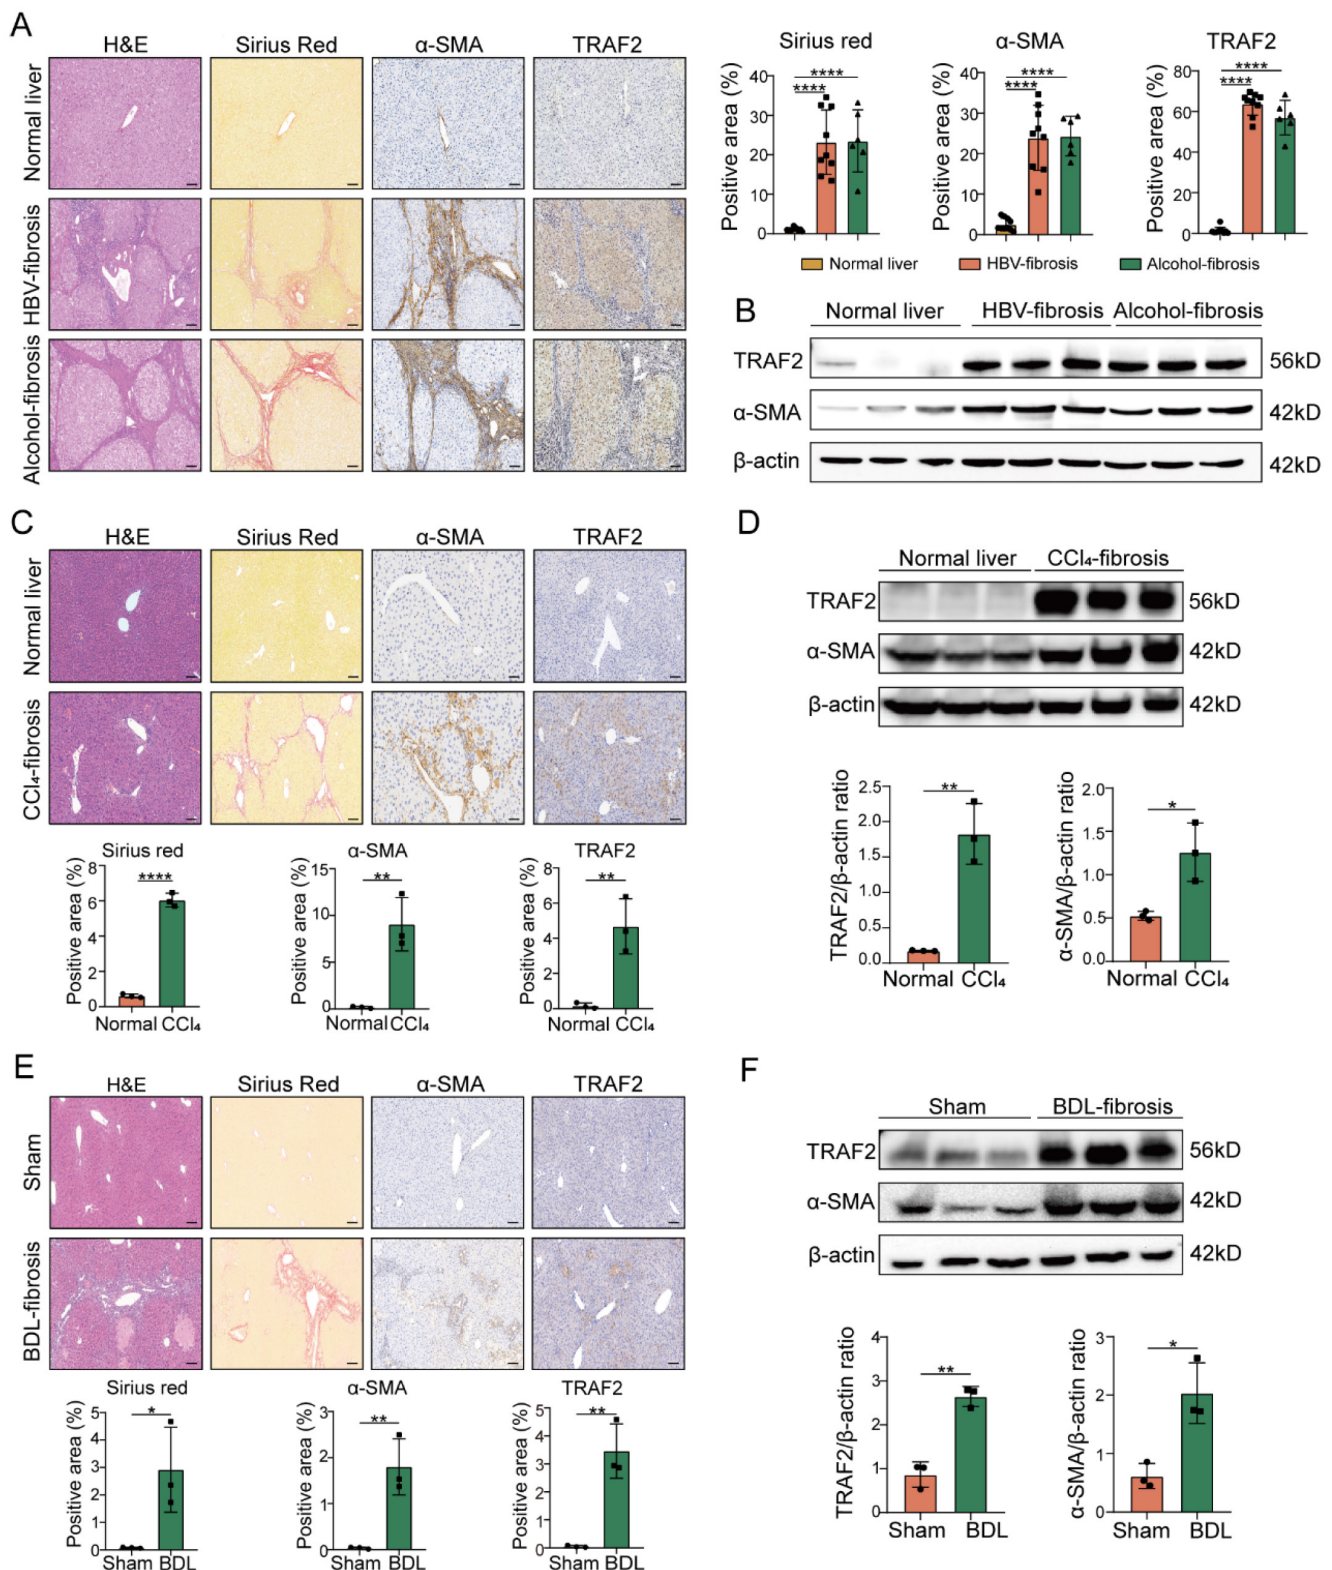 A
H&E Sirius Red α-SMA TRAF2
Normal liver
HBV-fibrosis
Alcohol-fibrosis
Sirius red
Positive area (%)
40
30
20
10
0
****
****
α-SMA
Positive area (%)
40
30
20
10
0
****
****
TRAF2
Positive area (%)
80
60
40
20
0
****
****
Normal liver HBV-fibrosis Alcohol-fibrosis
B
Normal liver HBV-fibrosis Alcohol-fibrosis
TRAF2 56kD
α-SMA 42kD
β-actin 42kD
C
H&E Sirius Red α-SMA TRAF2
Normal liver
CCl₄-fibrosis
Sirius red
Positive area (%)
8
6
4
2
0
****
Normal CCl₄
α-SMA
Positive area (%)
15
10
5
0
**
Normal CCl₄
TRAF2
Positive area (%)
8
6
4
2
0
**
Normal CCl₄
D
Normal liver CCl₄-fibrosis
TRAF2 56kD
α-SMA 42kD
β-actin 42kD
TRAF2/β-actin ratio
2.5
2.0
1.5
1.0
0.5
0.0
**
Normal CCl₄
α-SMA/β-actin ratio
2.0
1.5
1.0
0.5
0.0
*
Normal CCl₄
E
H&E Sirius Red α-SMA TRAF2
Sham
BDL-fibrosis
Sirius red
Positive area (%)
5
4
3
2
1
0
*
Sham BDL
α-SMA
Positive area (%)
3
2
1
0
**
Sham BDL
TRAF2
Positive area (%)
5
4
3
2
1
0
**
Sham BDL
F
Sham BDL-fibrosis
TRAF2 56kD
α-SMA 42kD
β-actin 42kD
TRAF2/β-actin ratio
4
3
2
1
0
**
Sham BDL
α-SMA/β-actin ratio
3
2
1
0
*
Sham BDL